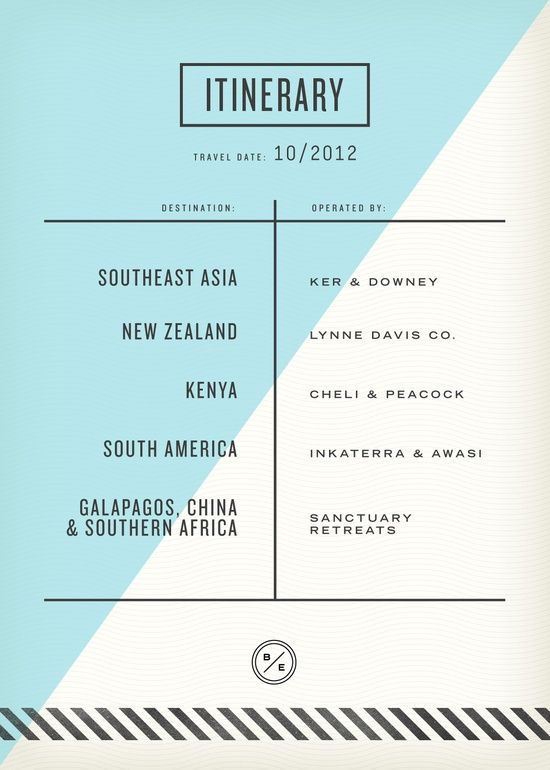 ITINERARY
TRAVEL DATE: 10/2012
DESTINATION: OPERATED BY:
SOUTHEAST ASIA KER & DOWNEY
NEW ZEALAND LYNNE DAVIS CO.
KENYA CHELI & PEACOCK
SOUTH AMERICA INKATERRA & AWASI
GALAPAGOS, CHINA SANCTUARY
& SOUTHERN AFRICA RETREATS
B/E